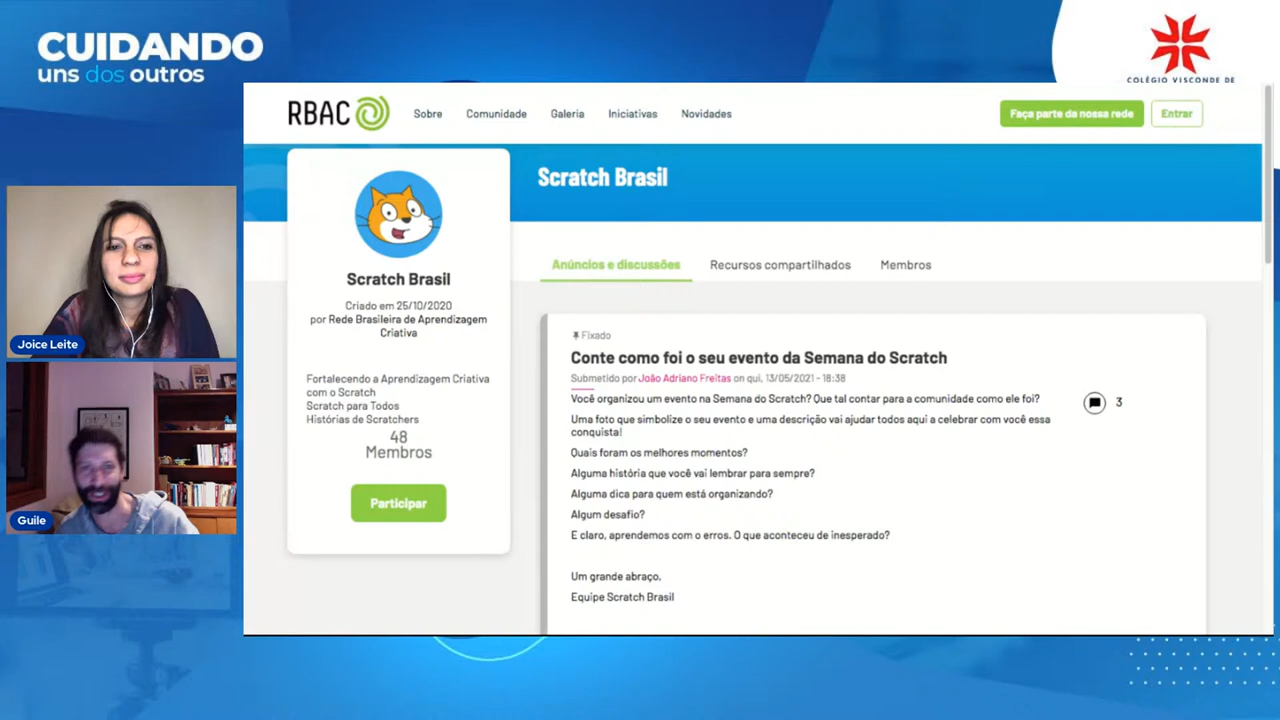 CUIDANDO
uns dos outros
COLÉGIO VISCONDE DE
RBAC
Sobre
Comunidade
Galeria
Iniciativas
Novidades
Faça parte da nossa rede
Entrar
Scratch Brasil
Scratch Brasil
Criado em 25/10/2020
por Rede Brasileira de Aprendizagem
Criativa
Fortalecendo a Aprendizagem Criativa
com o Scratch
Scratch para Todos
Histórias de Scratchers
48
Membros
Participar
Anúncios e discussões
Recursos compartilhados
Membros
Fixado
Conte como foi o seu evento da Semana do Scratch
Submetido por João Adriano Freitas on qui, 13/05/2021 - 18:38
Você organizou um evento na Semana do Scratch? Que tal contar para a comunidade como ele foi?
3
Uma foto que simbolize o seu evento e uma descrição vai ajudar todos aqui a celebrar com você essa
conquista!
Quais foram os melhores momentos?
Alguma história que você vai lembrar para sempre?
Alguma dica para quem está organizando?
Algum desafio?
E claro, aprendemos com o erros. O que aconteceu de inesperado?
Um grande abraço,
Equipe Scratch Brasil
Joice Leite
Guile